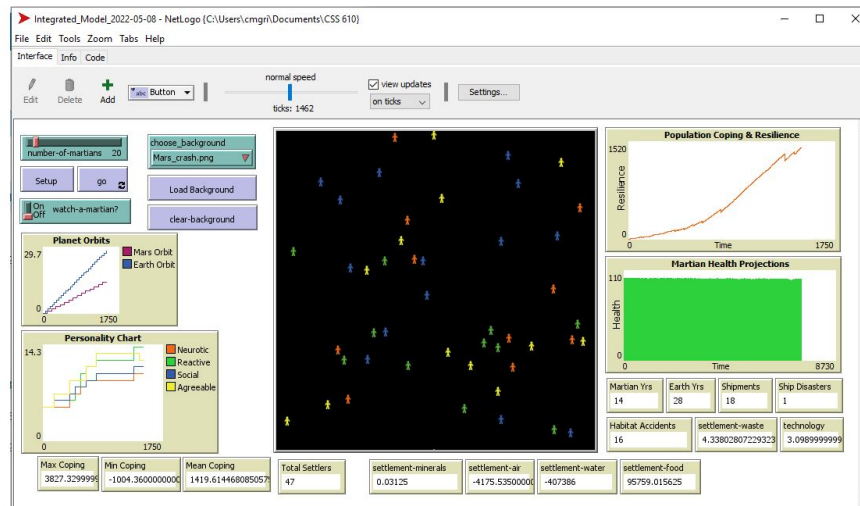 Integrated_Model_2022-05-08 - NetLogo {C:\Users\cmgri\Documents\CSS 610}
File Edit Tools Zoom Tabs Help
Interface Info Code
Edit Delete Add abc Button normal speed ticks: 1462 view updates on ticks Settings...
number-of-martians 20
Setup go
On Off watch-a-martian?
choose_background
Mars_crash.png
Load Background
clear-background
Planet Orbits
29.7
0
0 1750
Mars Orbit
Earth Orbit
Personality Chart
14.3
0
0 1750
Neurotic
Reactive
Social
Agreeable
Population Coping & Resilience
1520
Resilience
0
0 Time 1750
Martian Health Projections
110
Health
0
0 Time 8730
Martian Yrs
14
Earth Yrs
28
Shipments
18
Ship Disasters
1
Habitat Accidents
16
settlement-waste
4.33802807229323
technology
3.0989999999
Max Coping
3827.3299999
Min Coping
-1004.3600000000
Mean Coping
1419.614468085057
Total Settlers
47
settlement-minerals
0.03125
settlement-air
-4175.53500000
settlement-water
-407386
settlement-food
95759.015625